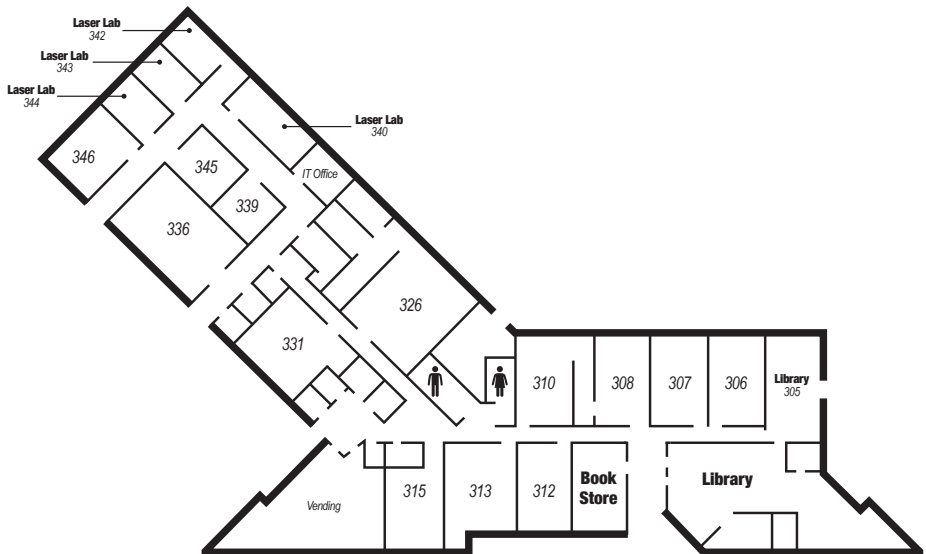 Laser Lab
342
Laser Lab
343
Laser Lab
344
Laser Lab
340
346
345
IT Office
339
336
326
331
310
308
307
306
Library
305
Vending
315
313
312
Book
Store
Library